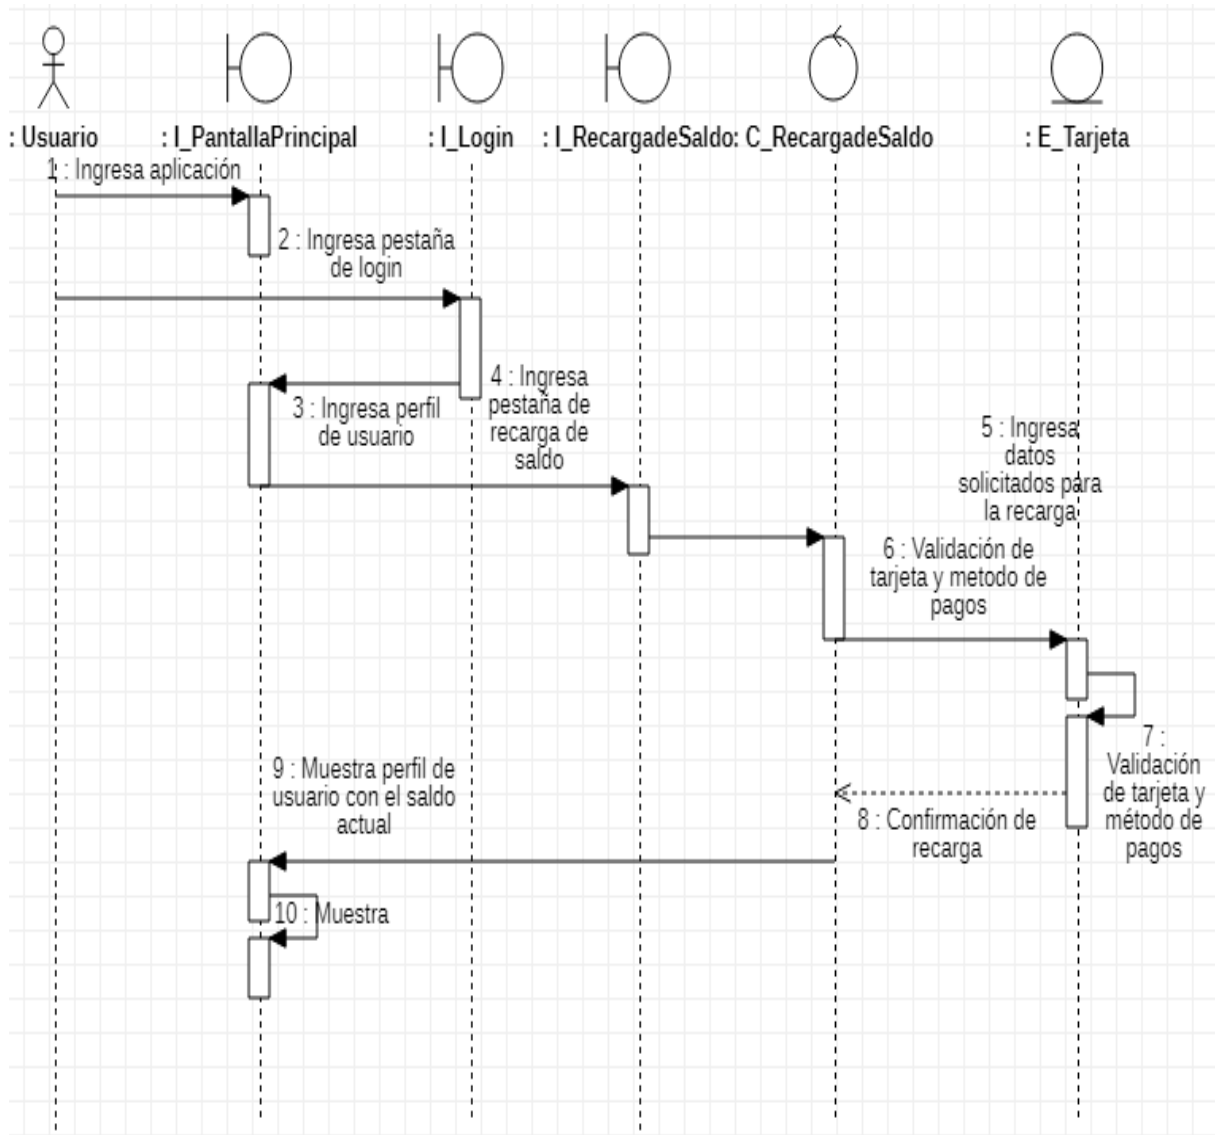 : Usuario
: I_PantallaPrincipal
: I_Login
: I_RecargadeSaldo
: C_RecargadeSaldo
: E_Tarjeta
1 : Ingresa aplicación
2 : Ingresa pestaña
de login
3 : Ingresa perfil
de usuario
4 : Ingresa
pestaña de
recarga de
saldo
5 : Ingresa
datos
solicitados para
la recarga
6 : Validación de
tarjeta y metodo de
pagos
7 :
Validación
de tarjeta y
método de
pagos
8 : Confirmación de
recarga
9 : Muestra perfil de
usuario con el saldo
actual
10 : Muestra